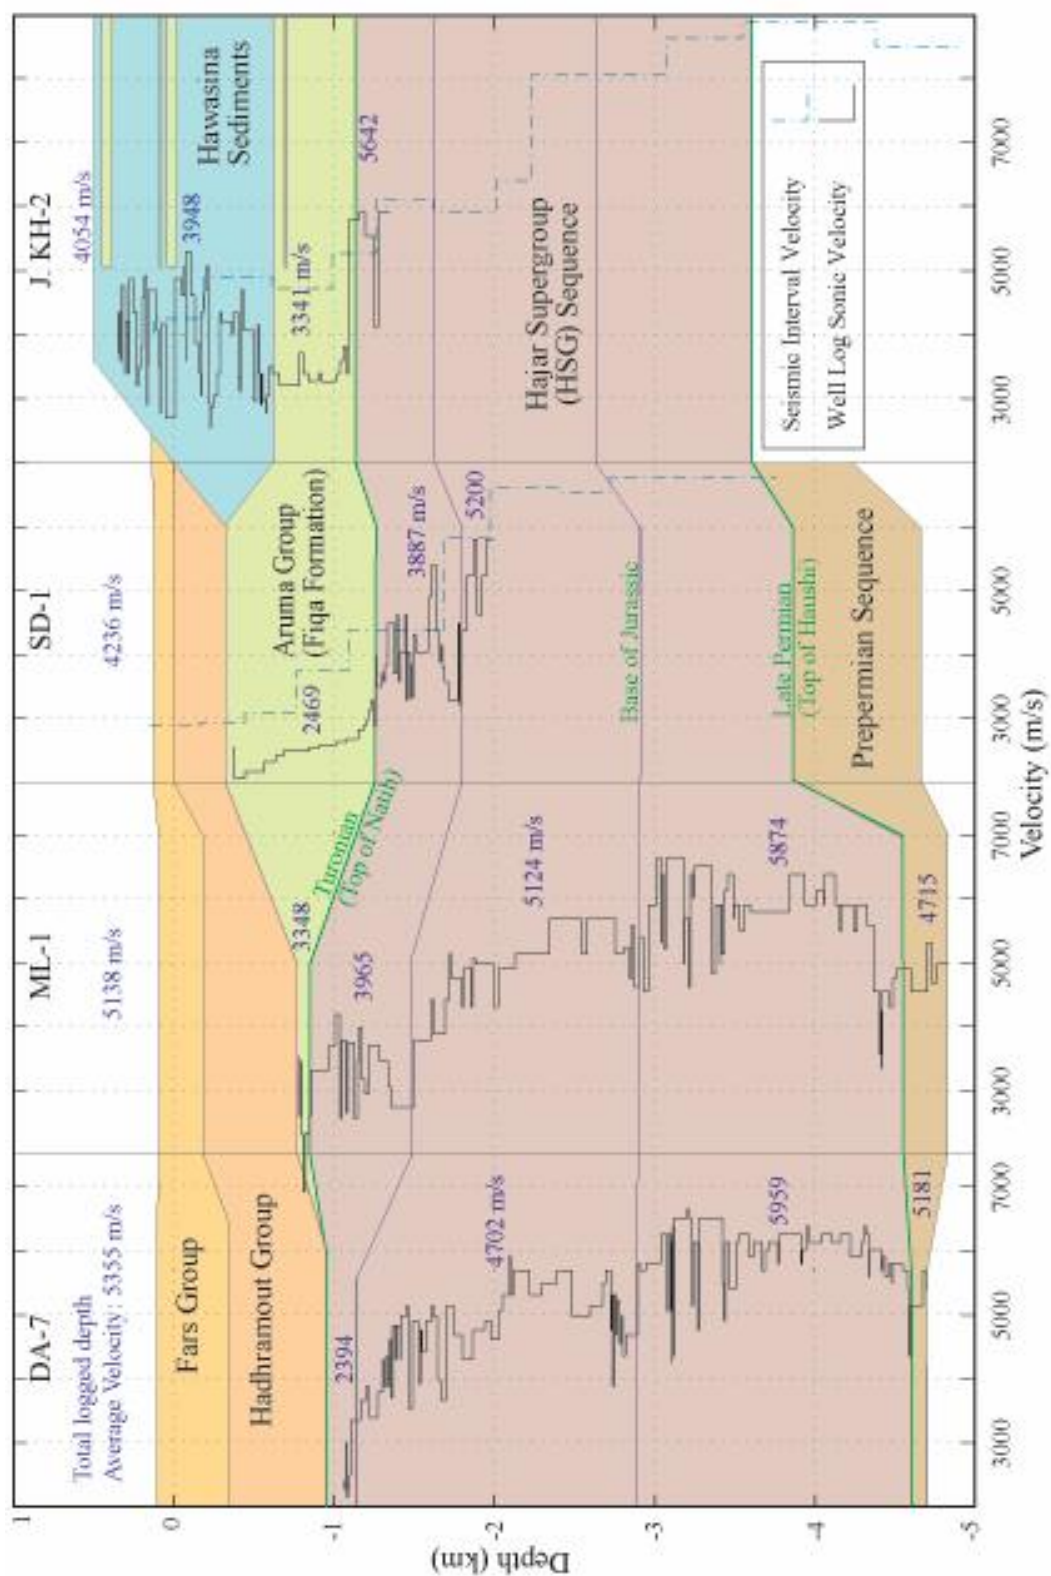 DA-7
ML-1
SD-1
J.KH-2
Total logged depth
Average Velocity: 5355 m/s
5138 m/s
4236 m/s
4054 m/s
1
0
-1
-2
-3
-4
-5
Depth (km)
Fars Group
Hadhramout Group
Hawasina
Sediments
3948
3341 m/s
5642
Aruma Group
(Fiqa Formation)
2469
3887 m/s
5200
3348
3965
Turonian
(Top of Natih)
2394
4702 m/s
5124 m/s
Hajar Supergroup
(HSG) Sequence
Base of Jurassic
5959
5874
Late Permian
(Top of Haushi)
Prepermian Sequence
5181
4715
Seismic Interval Velocity
Well Log Sonic Velocity
3000
5000
7000
3000
5000
7000
3000
5000
3000
5000
7000
Velocity (m/s)